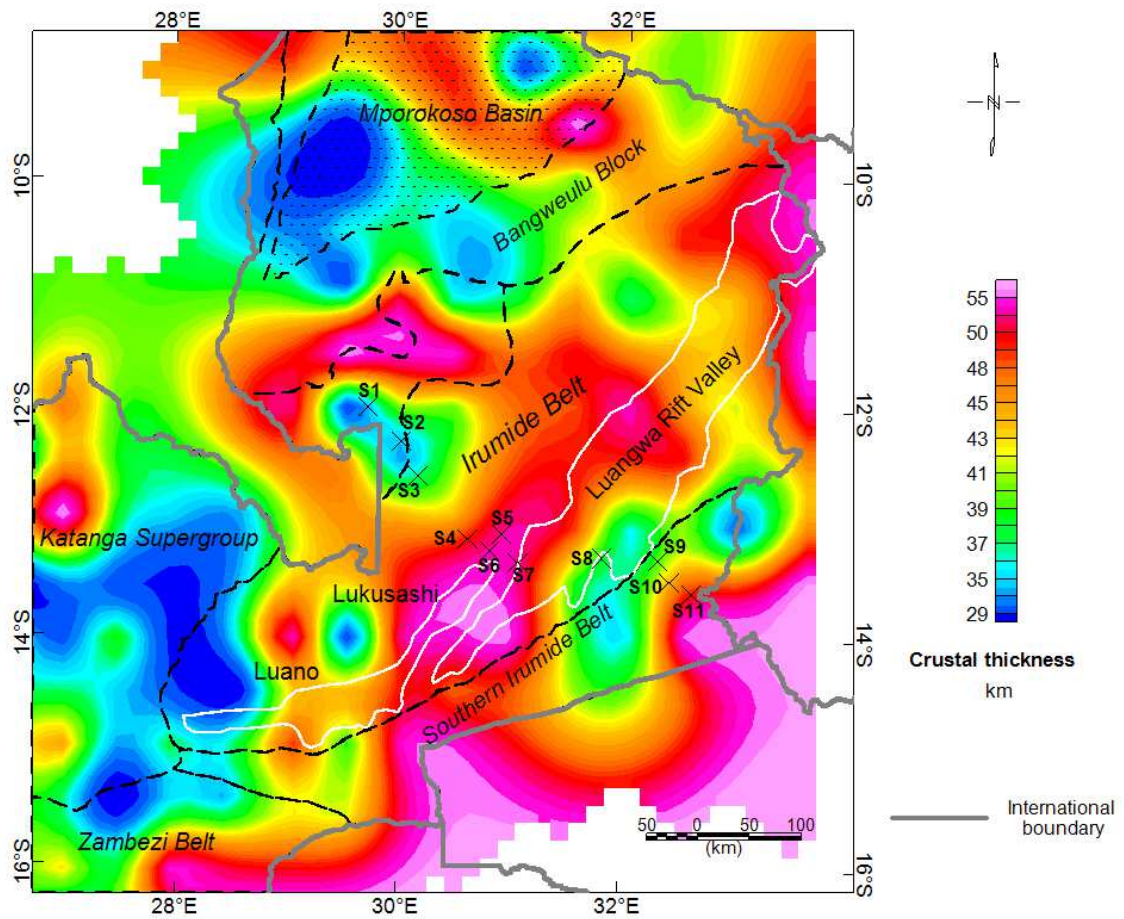 28°E 30°E 32°E
Mporokoso Basin
N
10°S 10°S
Bangweulu Block
55
50
48
45
43
41
39
37
35
29
Crustal thickness
km
Luangwa Rift Valley
Irumide Belt
12°S 12°S
S1
S2
S3
S4 S5
S6 S7
S8 S9
S10 S11
Katanga Supergroup
Lukusashi
14°S 14°S
Luano
Southern Irumide Belt
50 0 50 100
(km)
International
boundary
Zambezi Belt
16°S 16°S
28°E 30°E 32°E